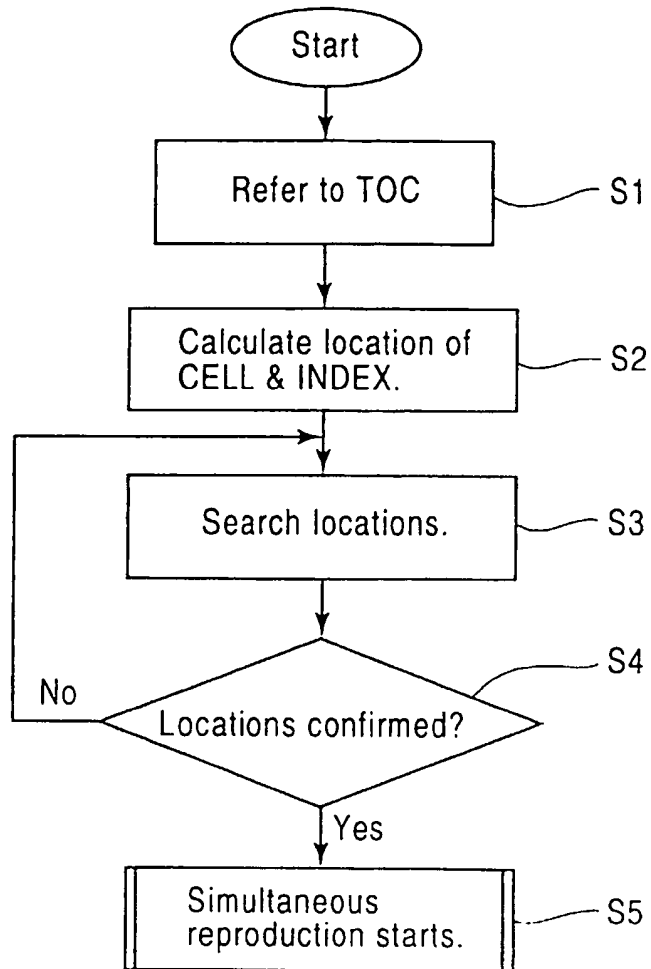 Start
Refer to TOC
S1
Calculate location of
CELL & INDEX.
S2
Search locations.
S3
S4
No
Locations confirmed?
Yes
Simultaneous
reproduction starts.
S5